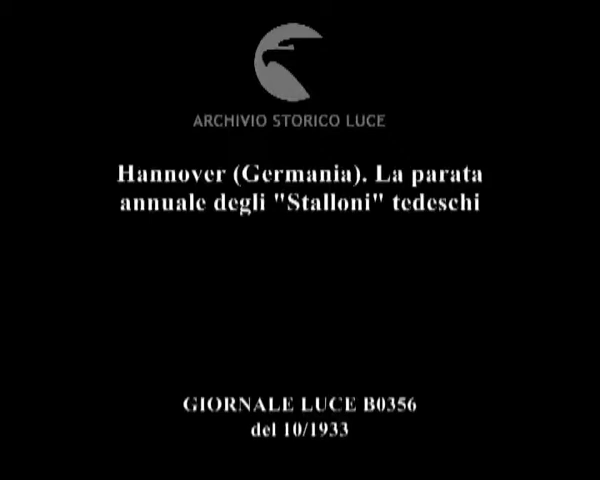 ARCHIVIO STORICO LUCE
Hannover (Germania). La parata
annuale degli "Stalloni" tedeschi
GIORNALE LUCE B0356
del 10/1933